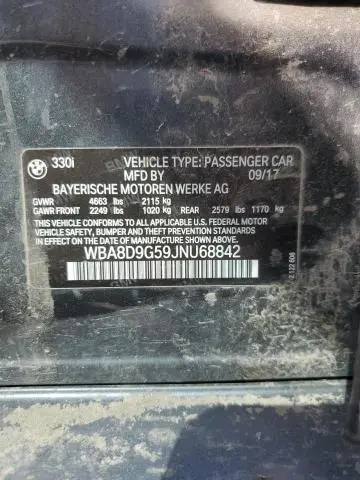 BMW 330i VEHICLE TYPE: PASSENGER CAR
MFD BY 09/17
BAYERISCHE MOTOREN WERKE AG
GVWR 4663 lbs 2115 kg
GAWR FRONT 2249 lbs 1020 kg REAR 2579 lbs 1170 kg
THIS VEHICLE CONFORMS TO ALL APPLICABLE U.S. FEDERAL MOTOR
VEHICLE SAFETY, BUMPER, AND THEFT PREVENTION STANDARDS IN
EFFECT ON THE DATE OF MANUFACTURE SHOWN ABOVE.
WBA8D9G59JNU68842